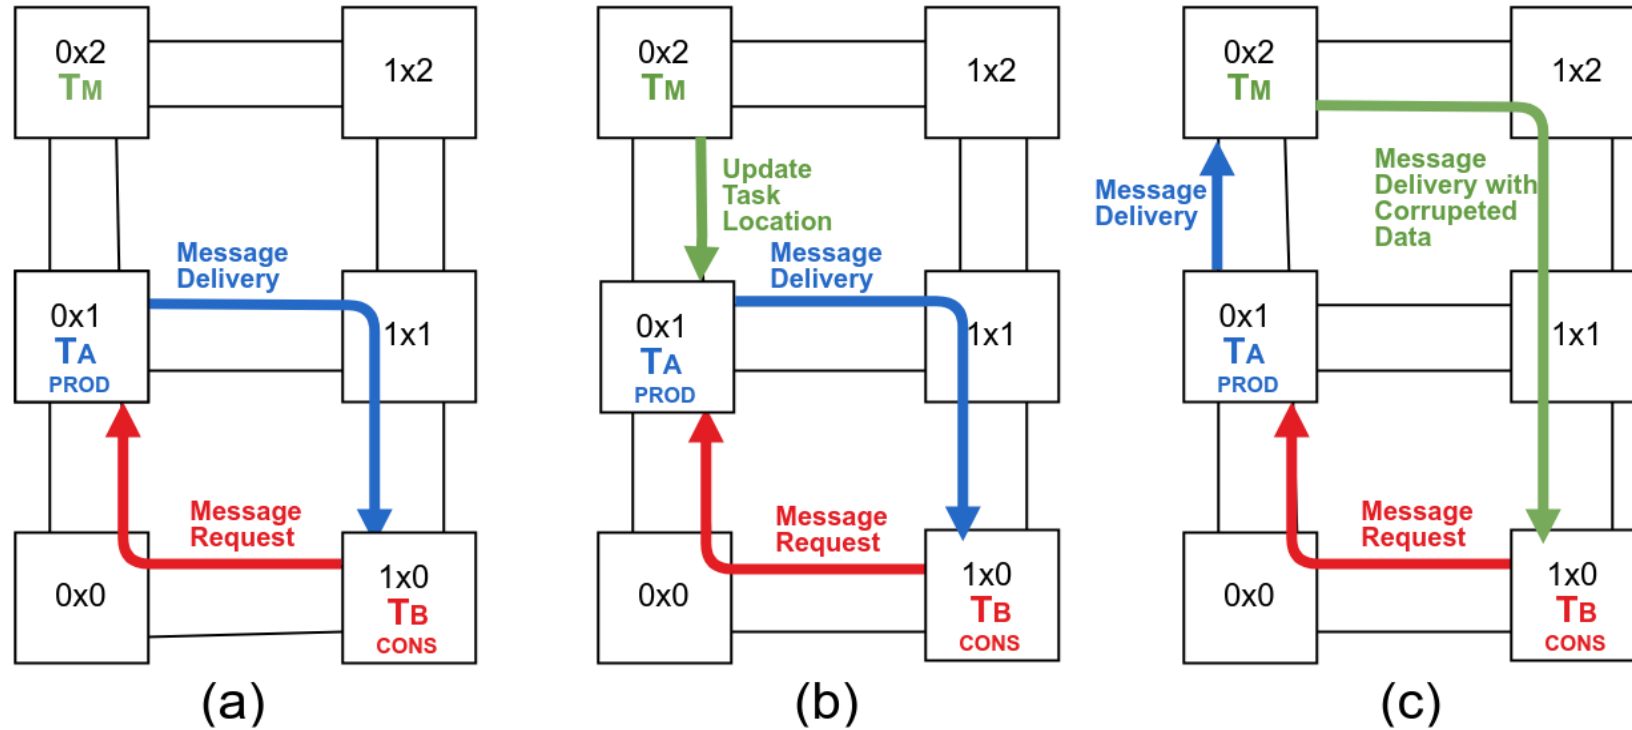 0x2
TM
1x2
Message
Delivery
0x1
TA
PROD
1x1
Message
Request
0x0
1x0
TB
CONS
(a)
0x2
TM
1x2
Update
Task
Location
Message
Delivery
0x1
TA
PROD
1x1
Message
Request
0x0
1x0
TB
CONS
(b)
0x2
TM
1x2
Message
Delivery
Message
Delivery with
Corrupeted
Data
0x1
TA
PROD
1x1
Message
Request
0x0
1x0
TB
CONS
(c)